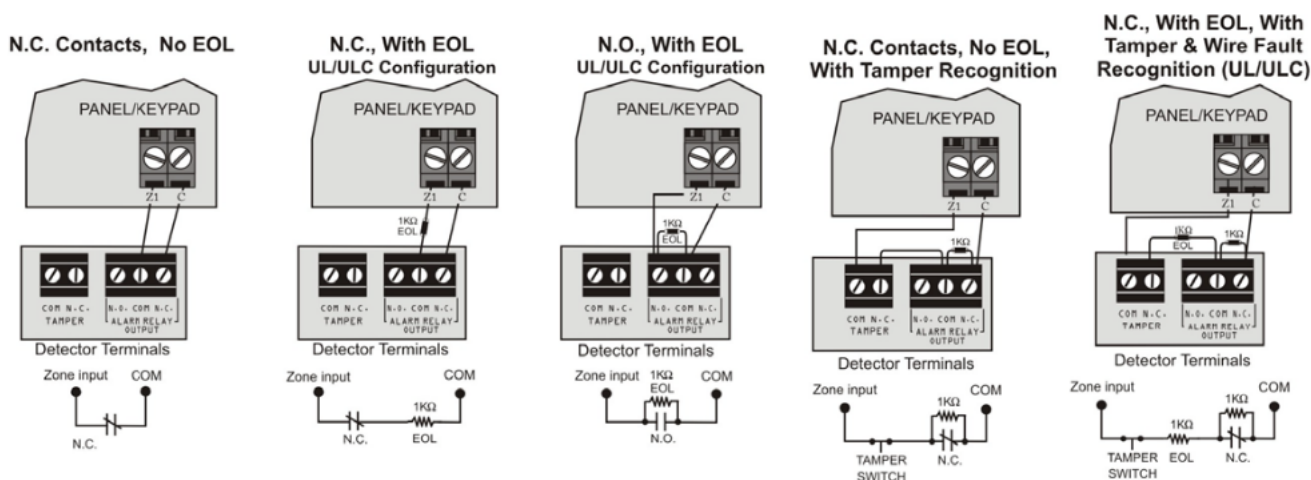 N.C. Contacts, No EOL
PANEL/KEYPAD
Z1 C
COM N.C.
TAMPER
N.O. COM N.C.
ALARM RELAY
OUTPUT
Detector Terminals
Zone input COM
N.C.
N.C., With EOL
UL/ULC Configuration
PANEL/KEYPAD
Z1 C
1KΩ
EOL
COM N.C.
TAMPER
N.O. COM N.C.
ALARM RELAY
OUTPUT
Detector Terminals
Zone input COM
1KΩ
N.C. EOL
N.O., With EOL
UL/ULC Configuration
PANEL/KEYPAD
Z1 C
1KΩ
EOL
COM N.C.
TAMPER
N.O. COM N.C.
ALARM RELAY
OUTPUT
Detector Terminals
Zone input COM
1KΩ
EOL
N.O.
N.C. Contacts, No EOL,
With Tamper Recognition
PANEL/KEYPAD
Z1 C
1KΩ
COM N.C.
TAMPER
N.O. COM N.C.
ALARM RELAY
OUTPUT
Detector Terminals
Zone input COM
1KΩ
TAMPER
SWITCH
N.C.
N.C., With EOL, With
Tamper & Wire Fault
Recognition (UL/ULC)
PANEL/KEYPAD
Z1 C
1KΩ
EOL
1KΩ
COM N.C.
TAMPER
N.O. COM N.C.
ALARM RELAY
OUTPUT
Detector Terminals
Zone input COM
1KΩ
1KΩ
TAMPER
SWITCH
EOL
N.C.